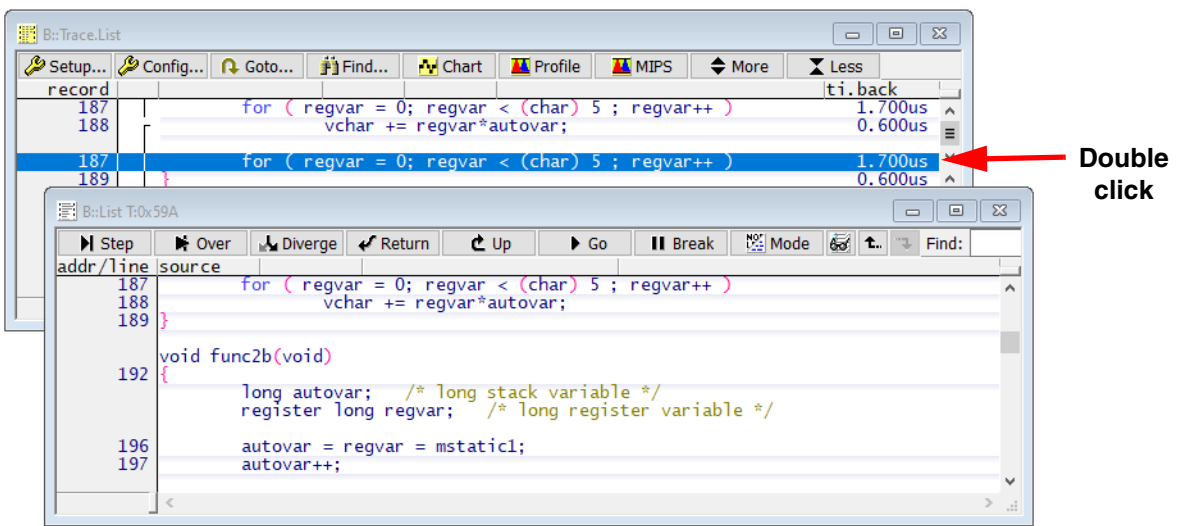 B::Trace.List
Setup... Config... Goto... Find... Chart Profile MIPS More Less
record ti.back
187 for ( regvar = 0; regvar < (char) 5 ; regvar++ ) 1.700us
188 vchar += regvar*autovar; 0.600us
187 for ( regvar = 0; regvar < (char) 5 ; regvar++ ) 1.700us
189 } 0.600us
Double
click
B::List T:0x59A
Step Over Diverge Return Up Go Break Mode t.. Find:
addr/line source
187 for ( regvar = 0; regvar < (char) 5 ; regvar++ )
188 vchar += regvar*autovar;
189 }
void func2b(void)
192 {
long autovar; /* long stack variable */
register long regvar; /* long register variable */
196 autovar = regvar = mstatic1;
197 autovar++;